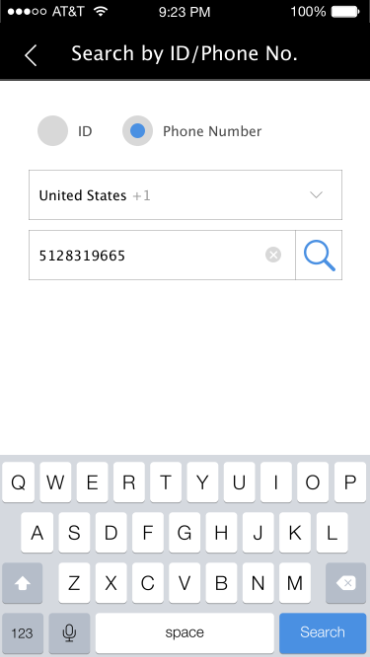 AT&T 9:23 PM 100%
Search by ID/Phone No.
ID Phone Number
United States +1
5128319665
Q W E R T Y U I O P
A S D F G H J K L
Z X C V B N M
123 space Search